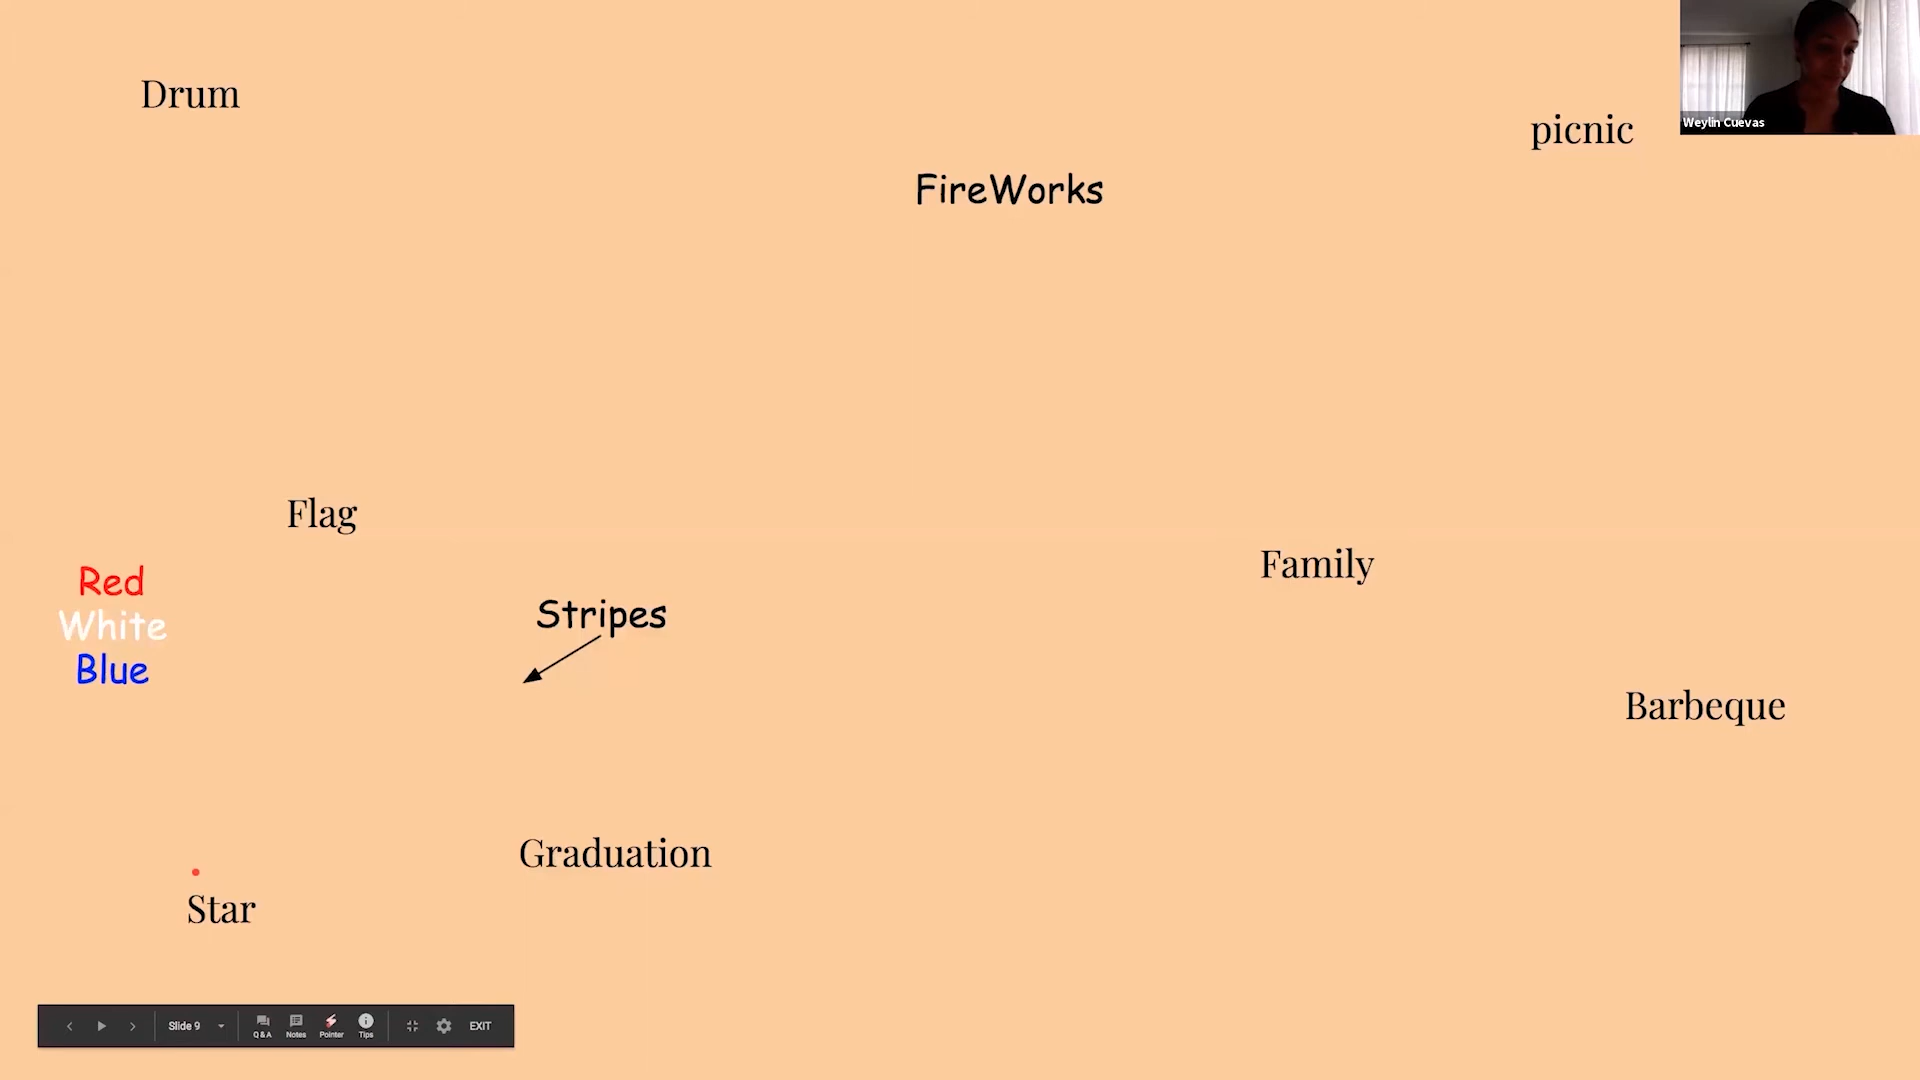 Drum
picnic
Weylin Cuevas
FireWorks
Flag
Family
Red
White
Blue
Stripes
Barbeque
Graduation
Star
Slide 9
Q & A
Notes
Pointer
Tips
EXIT